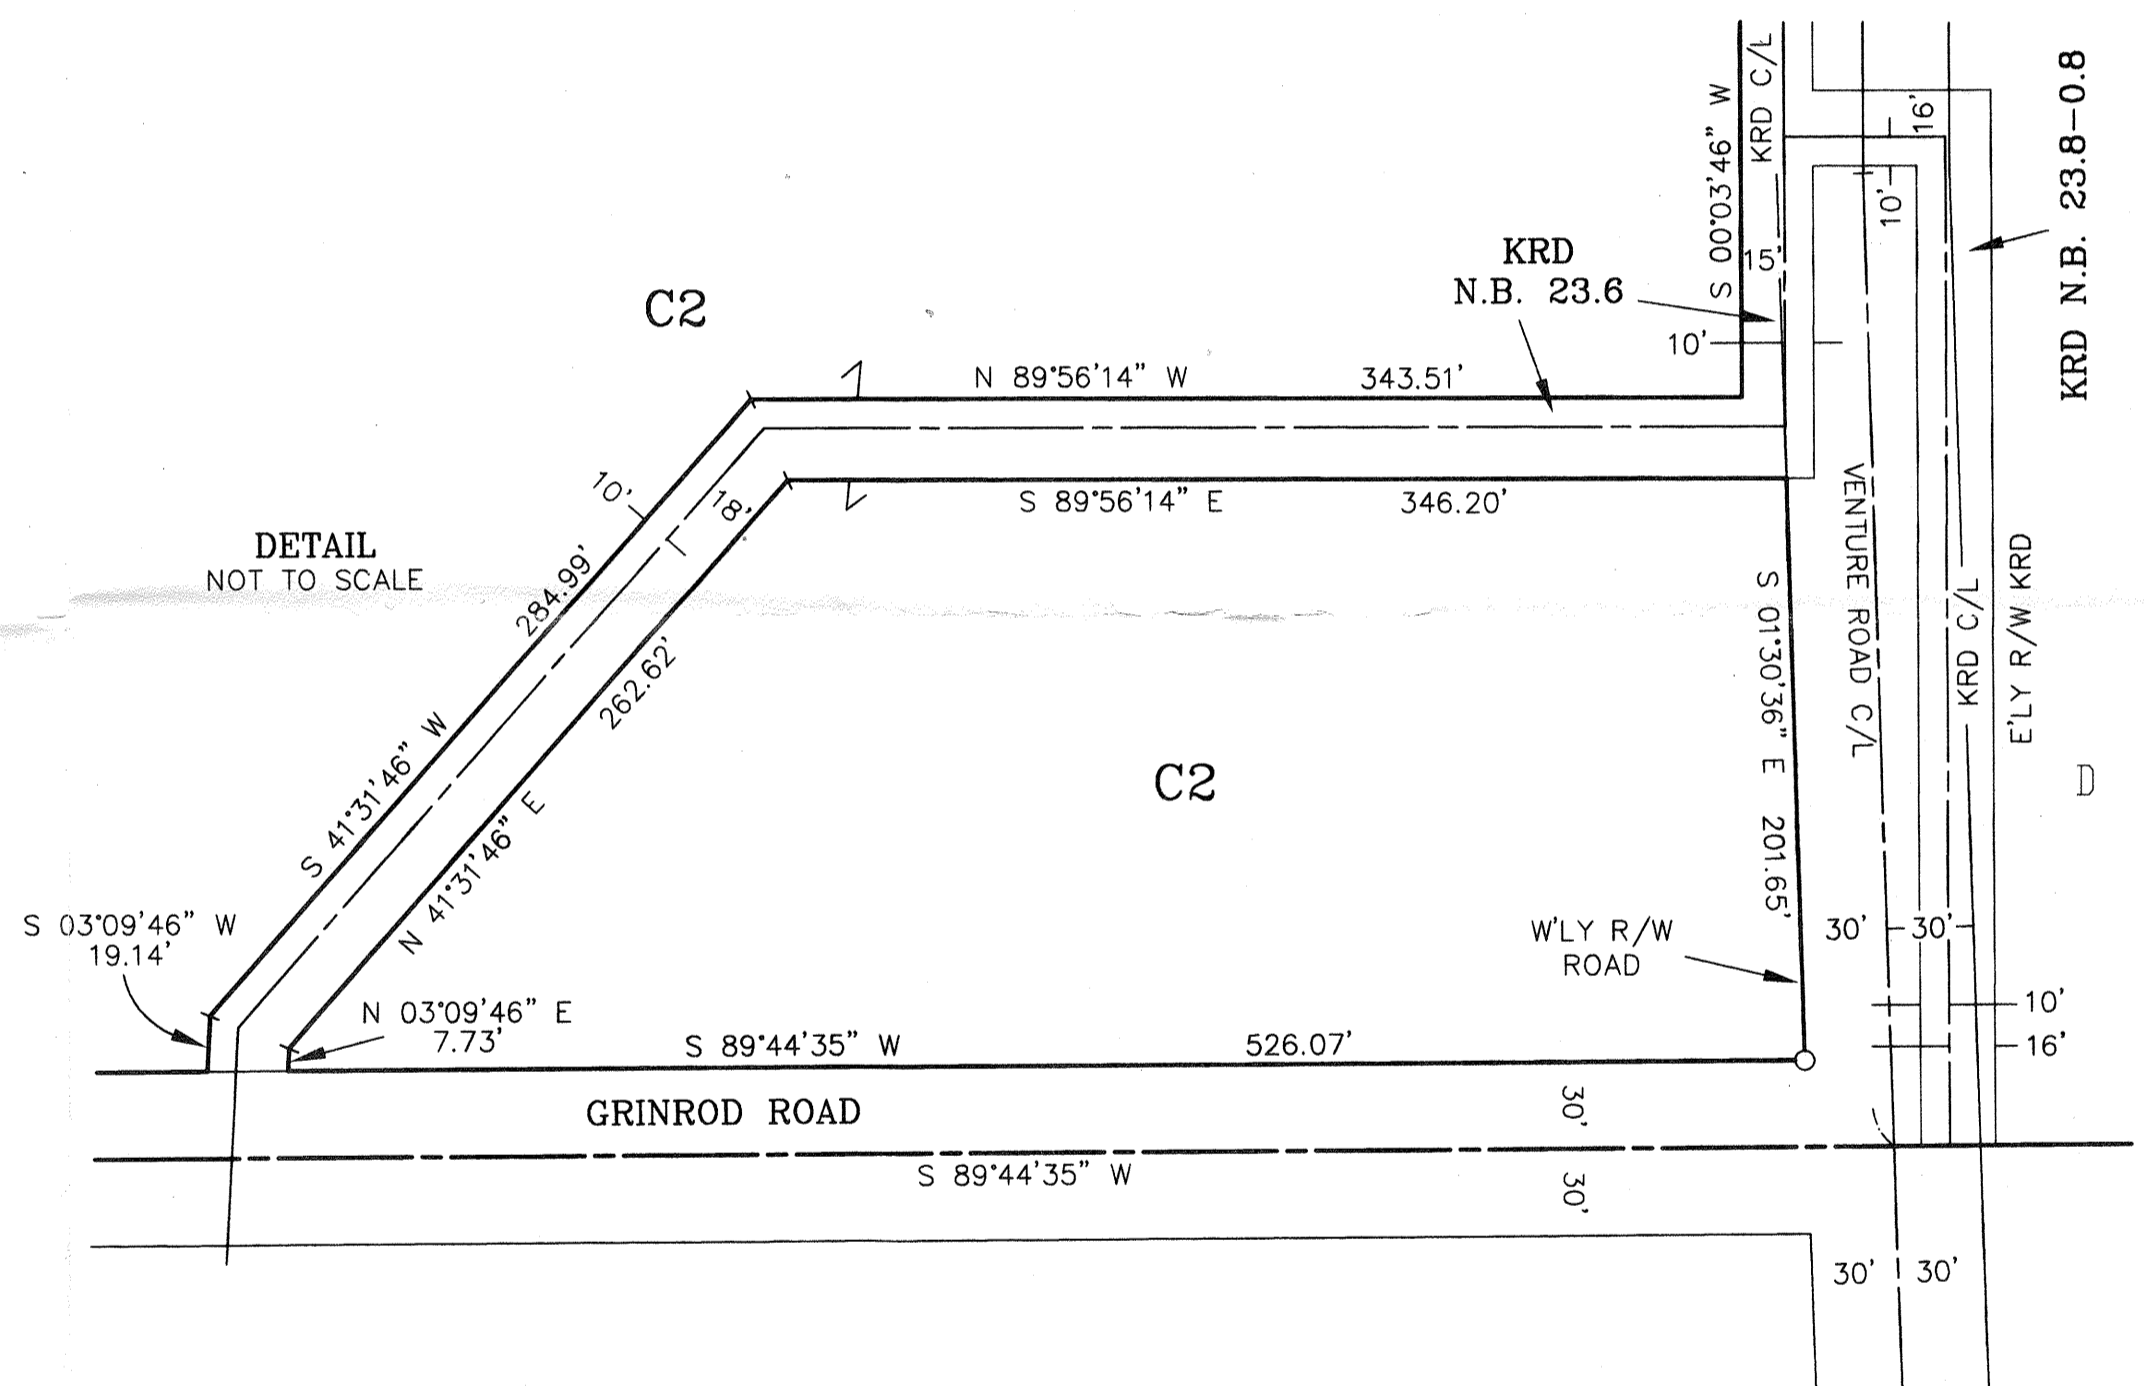 KRD C/L
S 00°03'46" W
16'
10'
KRD N.B. 23.8-0.8
KRD
N.B. 23.6
15'
10'
C2
N 89°56'14" W 343.51'
S 89°56'14" E 346.20'
10'
18'
DETAIL
NOT TO SCALE
284.99'
S 41°31'46" W
262.62'
N 41°31'46" E
S 01°30'36" E 201.65'
VENTURE ROAD C/L
KRD C/L
E'LY R/W KRD
D
C2
S 03°09'46" W
19.14'
N 03°09'46" E
7.73'
W'LY R/W
ROAD
30' 30'
10'
16'
S 89°44'35" W 526.07'
GRINROD ROAD
30'
S 89°44'35" W
30'
30' 30'